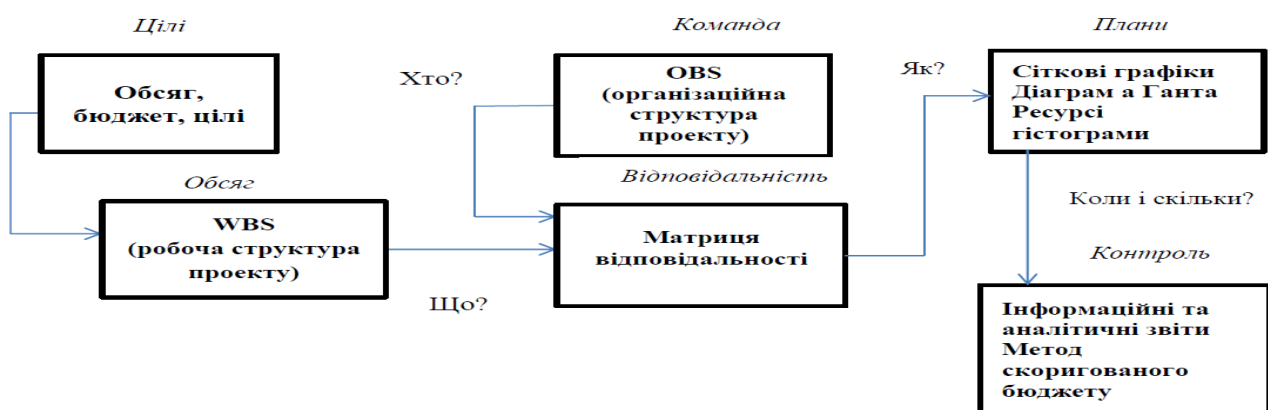 Цілі
Обсяг,
бюджет, цілі
Обсяг
WBS
(робоча структура
проекту)
Що?
Хто?
Команда
OBS
(організаційна
структура
проекту)
Відповідальність
Матриця
відповідальності
Як?
Плани
Сіткові графіки
Діаграм а Ганта
Ресурсі
гістограми
Коли і скільки?
Контроль
Інформаційні та
аналітичні звіти
Метод
скоригованого
бюджету